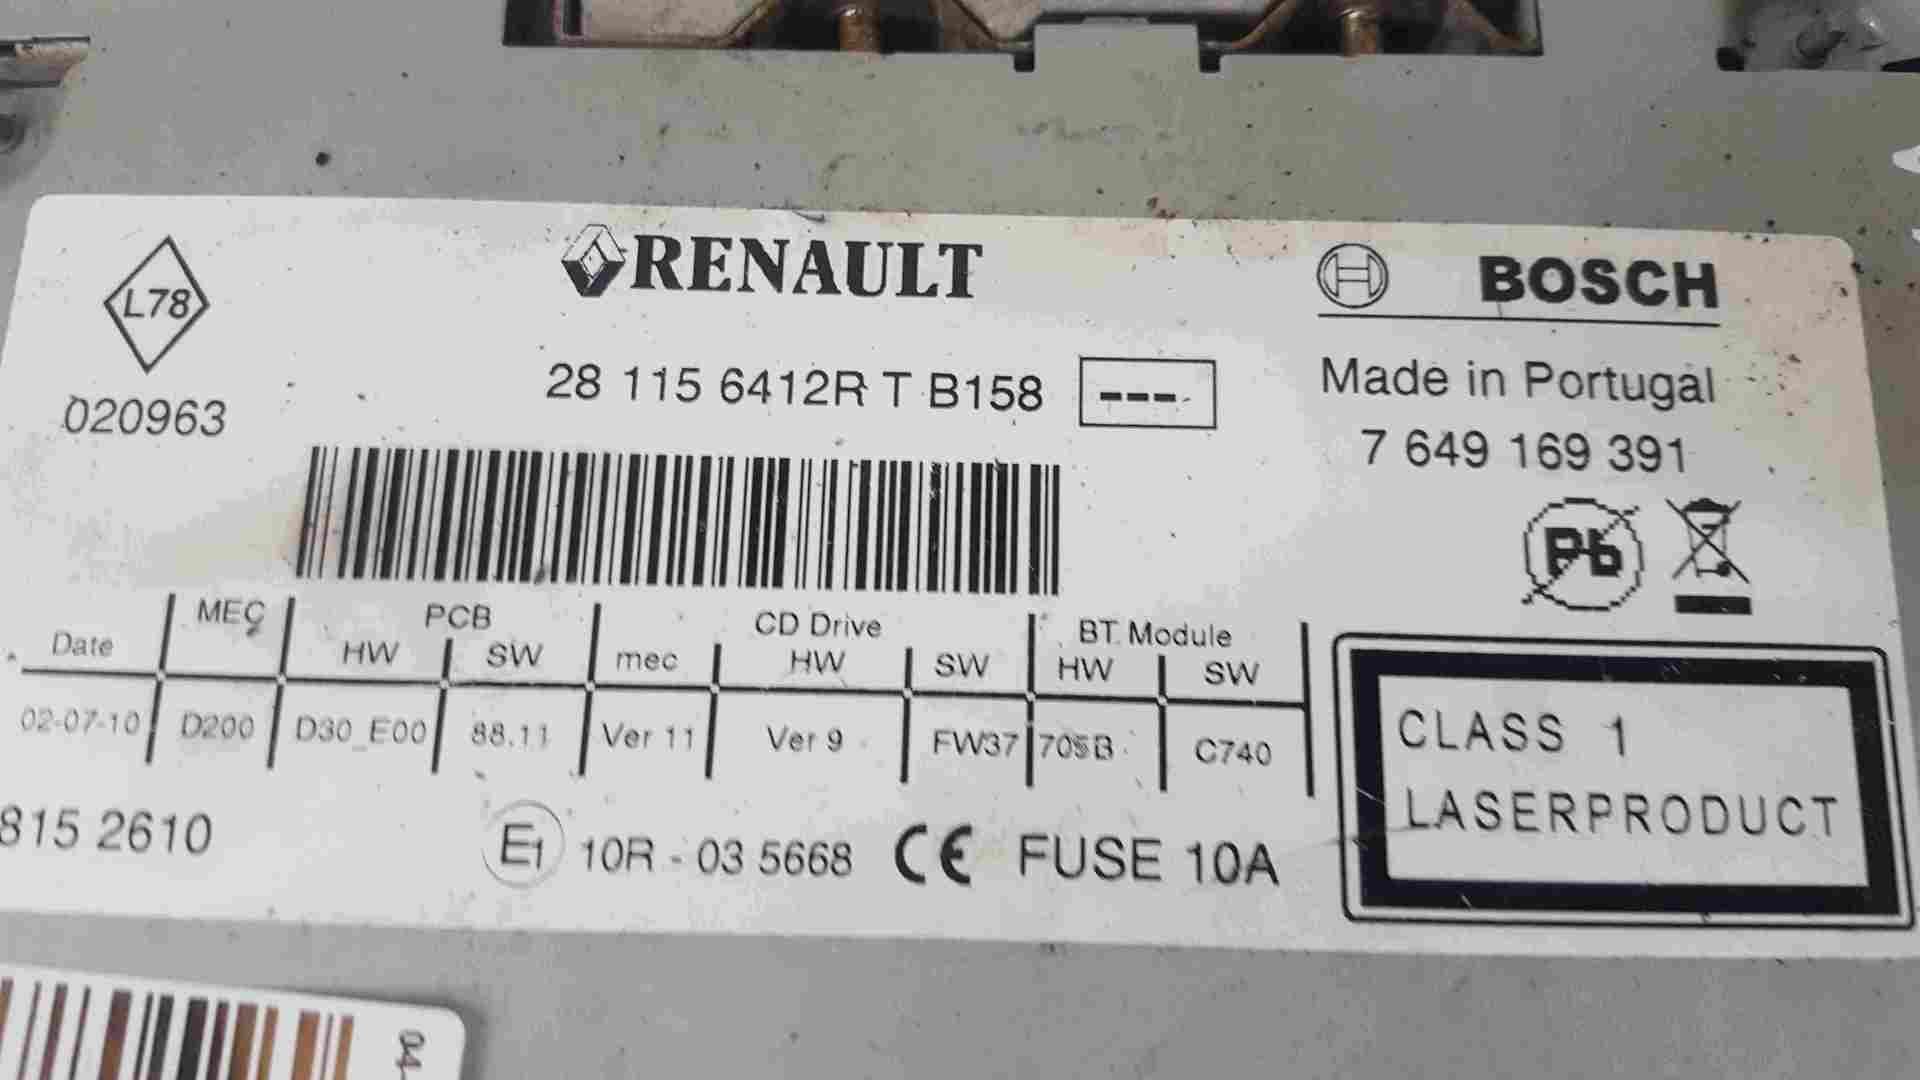 L78
RENAULT
BOSCH
28 115 6412R T B158 ---
Made in Portugal
020963
7 649 169 391
Pb
MEC PCB CD Drive BT. Module
Date HW SW mec HW SW HW SW
02-07-10 D200 D30_E00 88.11 Ver 11 Ver 9 FW37 705B C740
CLASS 1
LASERPRODUCT
815 2610
E1 10R - 03 5668 CE FUSE 10A
04-